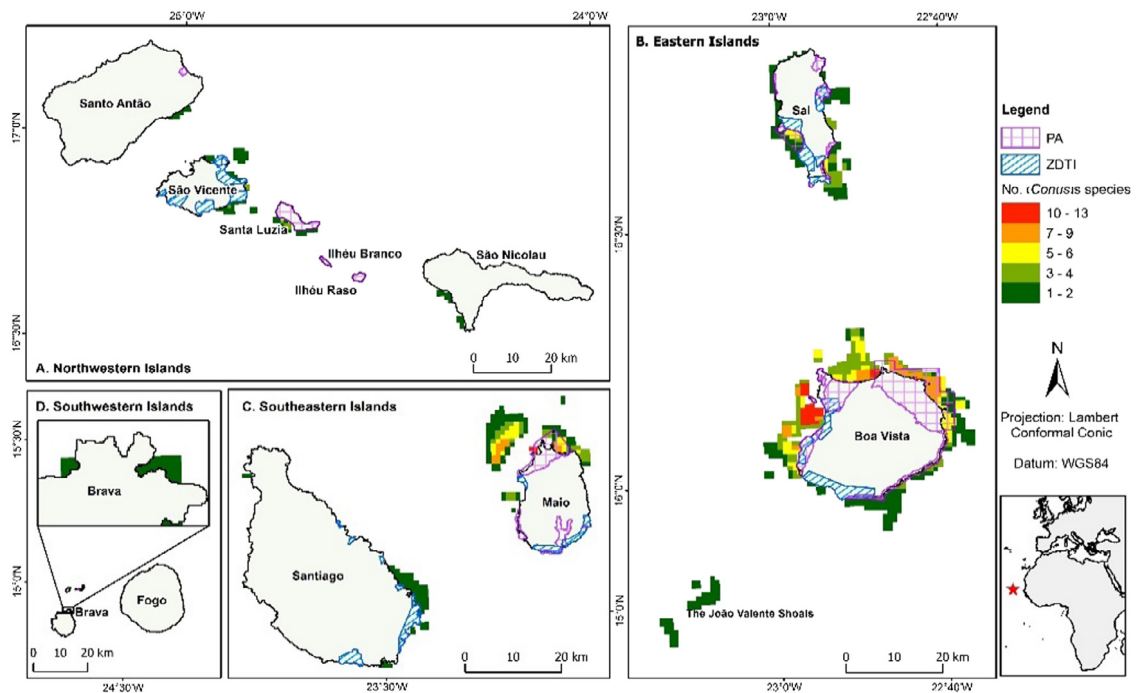 26°0'W
24°0'W
23°0'W
22°40'W
17°0'N
16°30'N
Santo Antão
São Vicente
Santa Luzia
Ilhéu Branco
Ilhéu Raso
São Nicolau
0 10 20 km
A. Northwestern Islands
B. Eastern Islands
Sal
16°30'N
Boa Vista
16°0'N
The João Valente Shoals
15°0'N
0 10 20 km
23°0'W
22°40'W
Legend
PA
ZDTI
No. ‹Conus›s species
10 - 13
7 - 9
5 - 6
3 - 4
1 - 2
N
Projection: Lambert
Conformal Conic
Datum: WGS84
D. Southwestern Islands
15°30'N
Brava
Brava
Fogo
0 10 20 km
24°30'W
C. Southeastern Islands
Maio
Santiago
0 10 20 km
23°30'W